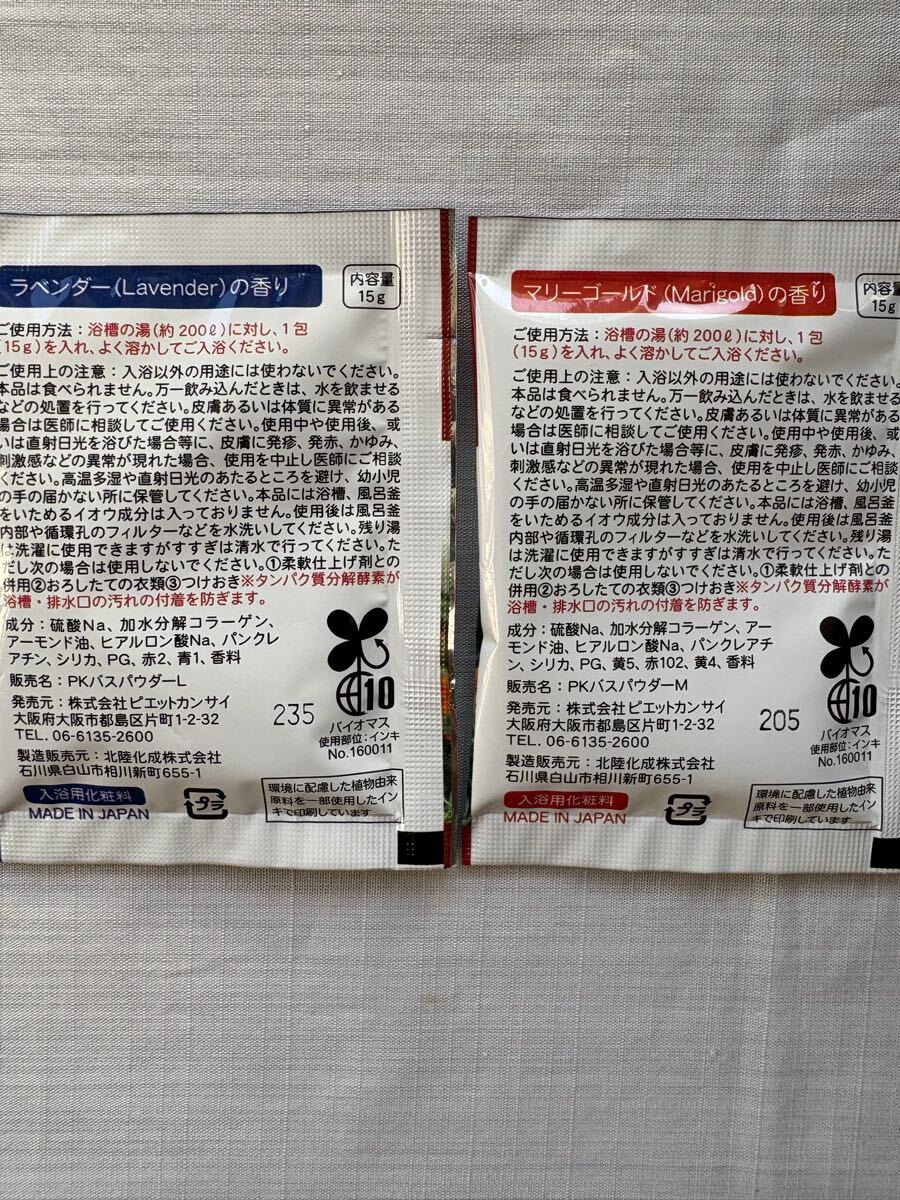 ラベンダー(Lavender)の香り
内容量
15g
ご使用方法：浴槽の湯(約200ℓ)に対し、1包
(15g)を入れ、よく溶かしてご入浴ください。
ご使用上の注意：入浴以外の用途には使わないでください。
本品は食べられません。万一飲み込んだときは、水を飲ませる
などの処置を行ってください。皮膚あるいは体質に異常がある
場合は医師に相談してご使用ください。使用中や使用後、或
いは直射日光を浴びた場合等に、皮膚に発疹、発赤、かゆみ、
刺激感などの異常が現れた場合、使用を中止し医師にご相談
ください。高温多湿や直射日光のあたるところを避け、幼小児
の手の届かない所に保管してください。本品には浴槽、風呂釜
をいためるイオウ成分は入っておりません。使用後は風呂釜
内部や循環孔のフィルターなどを水洗いしてください。残り湯
は洗濯に使用できますがすすぎは清水で行ってください。た
だし次の場合は使用しないでください。①柔軟仕上げ剤との
併用②おろしたての衣類③つけおき※タンパク質分解酵素が
浴槽・排水口の汚れの付着を防ぎます。
成分：硫酸Na、加水分解コラーゲン、
アーモンド油、ヒアルロン酸Na、パンクレ
アチン、シリカ、PG、赤2、青1、香料
販売名：PKバスパウダーL
発売元：株式会社ピエットカンサイ
大阪府大阪市都島区片町1-2-32
TEL. 06-6135-2600
235
製造販売元：北陸化成株式会社
石川県白山市相川新町655-1
10
バイオマス
使用部位：インキ
No.160011
入浴用化粧料
MADE IN JAPAN
プラ
環境に配慮した植物由来
原料を一部使用したイン
キで印刷しています
マリーゴールド(Marigold)の香り
内容量
15g
ご使用方法：浴槽の湯(約200ℓ)に対し、1包
(15g)を入れ、よく溶かしてご入浴ください。
ご使用上の注意：入浴以外の用途には使わないでください。
本品は食べられません。万一飲み込んだときは、水を飲ませる
などの処置を行ってください。皮膚あるいは体質に異常がある
場合は医師に相談してご使用ください。使用中や使用後、或
いは直射日光を浴びた場合等に、皮膚に発疹、発赤、かゆみ、
刺激感などの異常が現れた場合、使用を中止し医師にご相談
ください。高温多湿や直射日光のあたるところを避け、幼小児
の手の届かない所に保管してください。本品には浴槽、風呂釜
をいためるイオウ成分は入っておりません。使用後は風呂釜
内部や循環孔のフィルターなどを水洗いしてください。残り湯
は洗濯に使用できますがすすぎは清水で行ってください。た
だし次の場合は使用しないでください。①柔軟仕上げ剤との
併用②おろしたての衣類③つけおき※タンパク質分解酵素が
浴槽・排水口の汚れの付着を防ぎます。
成分：硫酸Na、加水分解コラーゲン、アー
モンド油、ヒアルロン酸Na、パンクレアチ
ン、シリカ、PG、黄5、赤102、黄4、香料
販売名：PKバスパウダーM
発売元：株式会社ピエットカンサイ
大阪府大阪市都島区片町1-2-32
TEL. 06-6135-2600
205
製造販売元：北陸化成株式会社
石川県白山市相川新町655-1
10
バイオマス
使用部位：インキ
No.160011
入浴用化粧料
MADE IN JAPAN
プラ
環境に配慮した植物由来
原料を一部使用したイン
キで印刷しています